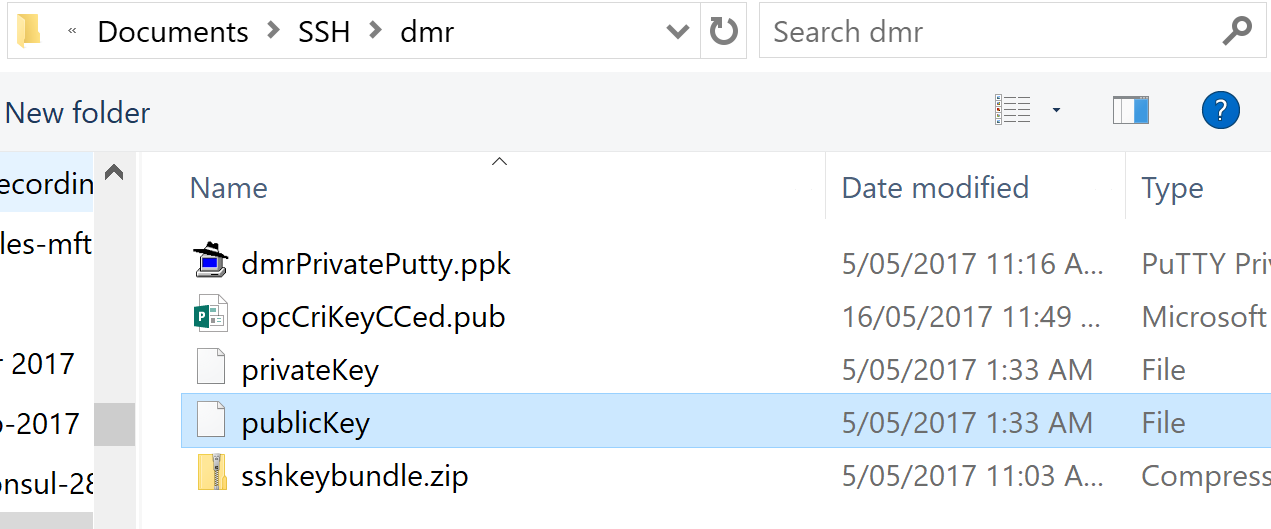 « Documents > SSH > dmr
Search dmr
New folder
?
ecordin
les-mft
r 2017
o-2017
onsul-28
Name Date modified Type
dmrPrivatePutty.ppk 5/05/2017 11:16 A... PuTTY Pri
opcCriKeyCCed.pub 16/05/2017 11:49 ... Microsoft
privateKey 5/05/2017 1:33 AM File
publicKey 5/05/2017 1:33 AM File
sshkeybundle.zip 5/05/2017 11:03 A... Compress